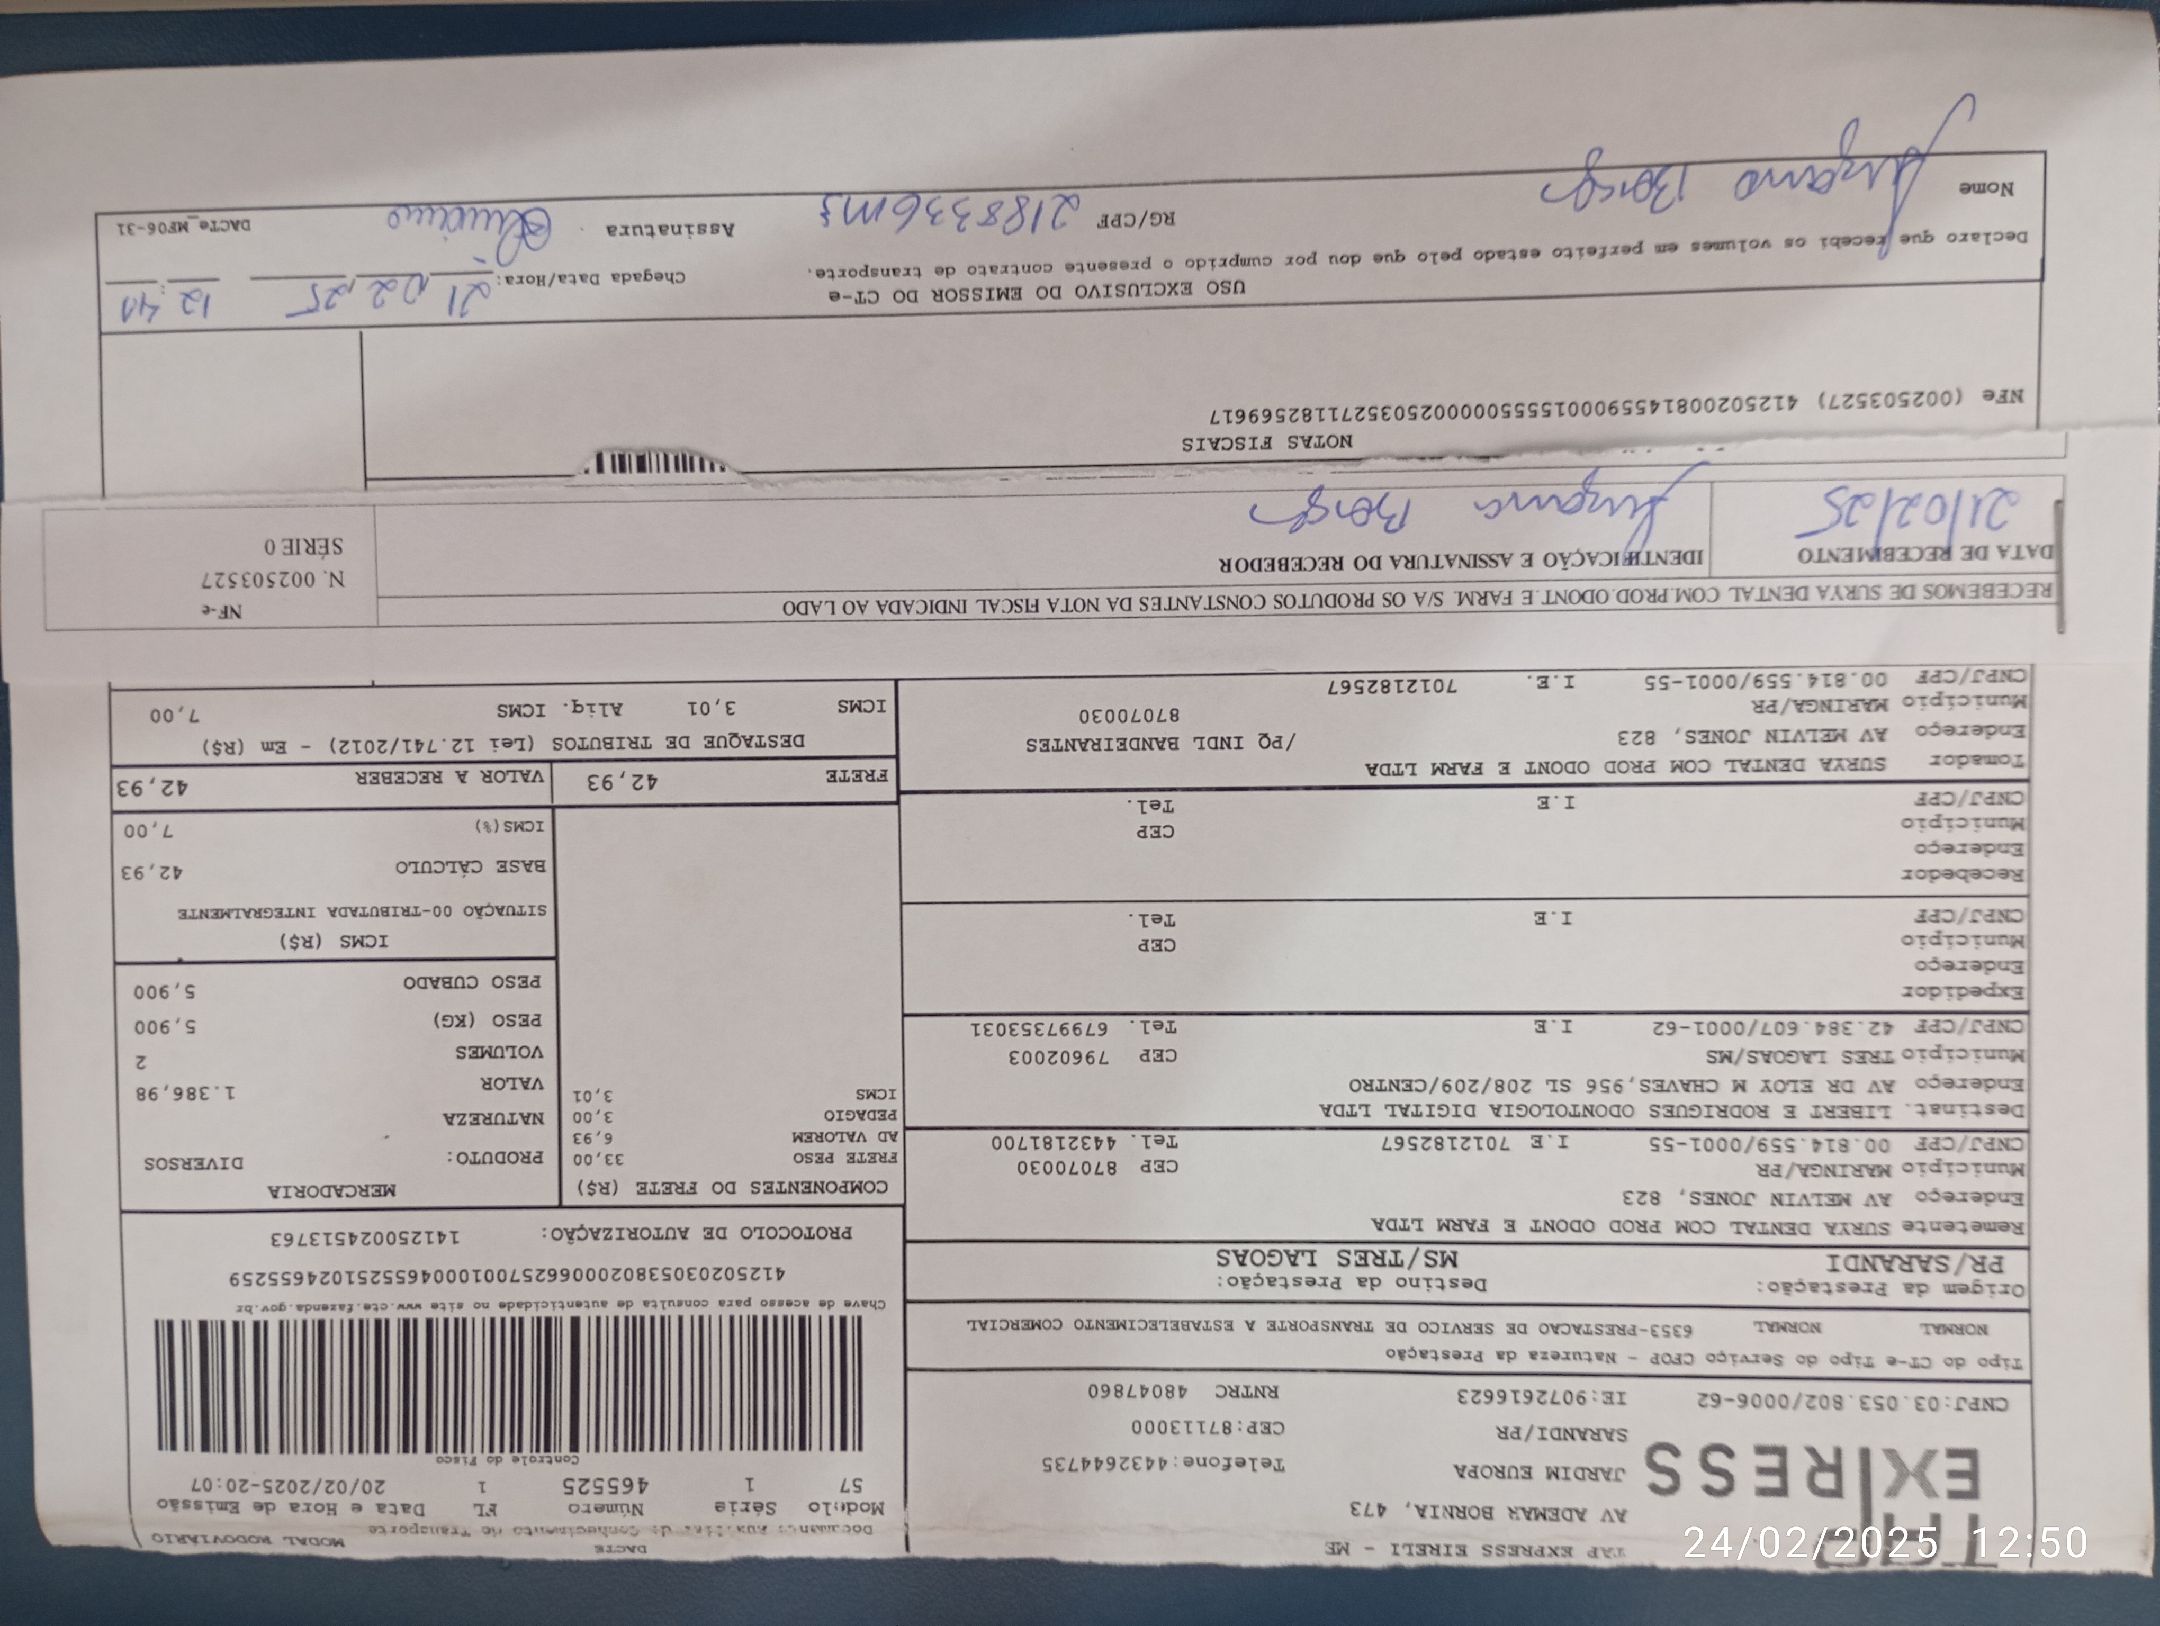 TAP EXPRESS
TAP EXPRESS EIRELI - ME
AV ADEMAR BORNIA, 473
JARDIM EUROPA Telefone:4432644735
SARANDI/PR CEP:87113000
CNPJ:03.053.802/0006-62 IE:9072616623 RNTRC 48047860
DACTE MODAL RODOVIARIO
Modulo Série Número FL Data e Hora de Emissão
57 1 465525 1 20/02/2025-20:07
Controle do Fisco
Chave de acesso para consulta de autenticidade no site www.cte.fazenda.gov.br
41250203053802000662570010004655251024655259
PROTOCOLO DE AUTORIZAÇÃO: 141250024513763
Tipo do CT-e Tipo do Serviço CFOP - Natureza da Prestação
NORMAL NORMAL 6353-PRESTACAO DE SERVICO DE TRANSPORTE A ESTABELECIMENTO COMERCIAL
Origem da Prestação: Destino da Prestação:
PR/SARANDI MS/TRES LAGOAS
Remetente SURYA DENTAL COM PROD ODONT E FARM LTDA
Endereço AV MELVIN JONES, 823
Município MARINGA/PR CEP 87070030
CNPJ/CPF 00.814.559/0001-55 I.E 7012182567 Tel. 4432181700
Destinat. LIBERT E RODRIGUES ODONTOLOGIA DIGITAL LTDA
Endereço AV DR ELOY M CHAVES,956 SL 208/209/CENTRO
Município TRES LAGOAS/MS CEP 79602003
CNPJ/CPF 42.384.607/0001-62 I.E Tel. 67997353031
Expedidor
Endereço
Município CEP
CNPJ/CPF I.E Tel.
Recebedor
Endereço
Município CEP
CNPJ/CPF I.E Tel.
Tomador SURYA DENTAL COM PROD ODONT E FARM LTDA
Endereço AV MELVIN JONES, 823 /PQ INDL BANDEIRANTES
Município MARINGA/PR 87070030
CNPJ/CPF 00.814.559/0001-55 I.E. 7012182567
COMPONENTES DO FRETE (R$)
FRETE PESO 33,00
AD VALOREM 6,93
PEDAGIO 3,00
ICMS 3,01
MERCADORIA
PRODUTO: DIVERSOS
NATUREZA
VALOR 1.386,98
VOLUMES 2
PESO (KG) 5,900
PESO CUBADO 5,900
ICMS (R$)
SITUAÇÃO 00-TRIBUTADA INTEGRALMENTE
BASE CÁLCULO 42,93
ICMS(%) 7,00
FRETE 42,93 VALOR A RECEBER 42,93
DESTAQUE DE TRIBUTOS (Lei 12.741/2012) - Em (R$)
ICMS 3,01 Aliq. ICMS 7,00
RECEBEMOS DE SURYA DENTAL COM.PROD.ODONT.E FARM. S/A OS PRODUTOS CONSTANTES DA NOTA FISCAL INDICADA AO LADO
DATA DE RECEBIMENTO IDENTIFICAÇÃO E ASSINATURA DO RECEBEDOR
21/02/25
NF-e
N. 002503527
SÉRIE 0
NOTAS FISCAIS
NFe (002503527) 41250200814559000155550000025035271182569617
USO EXCLUSIVO DO EMISSOR DO CT-e
Declaro que recebi os volumes em perfeito estado pelo que dou por cumprido o presente contrato de transporte.
Chegada Data/Hora: 21 02 25 12:40
Nome RG/CPF 2188336 ms Assinatura
DACTe_MF06-31
24/02/2025 12:50